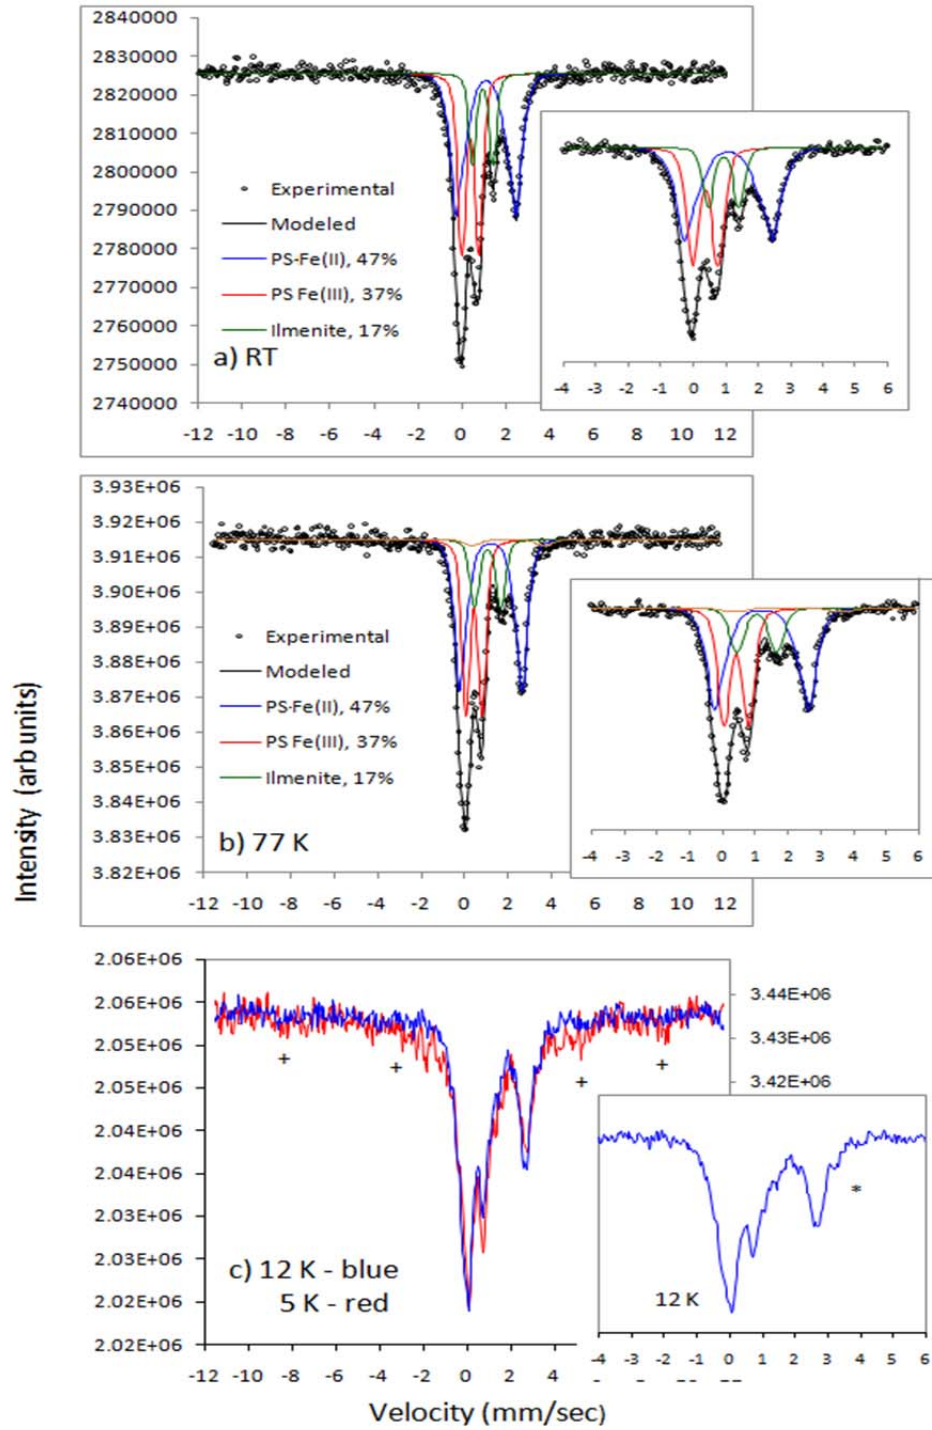 2840000
2830000
2820000
2810000
2800000
2790000
2780000
2770000
2760000
2750000
2740000
Experimental
Modeled
PS-Fe(II), 47%
PS Fe(III), 37%
Ilmenite, 17%
a) RT
-12 -10 -8 -6 -4 -2 0 2 4 6 8 10 12
-4 -3 -2 -1 0 1 2 3 4 5 6
3.93E+06
3.92E+06
3.91E+06
3.90E+06
3.89E+06
3.88E+06
3.87E+06
3.86E+06
3.85E+06
3.84E+06
3.83E+06
3.82E+06
Experimental
Modeled
PS-Fe(II), 47%
PS Fe(III), 37%
Ilmenite, 17%
b) 77 K
-12 -10 -8 -6 -4 -2 0 2 4 6 8 10 12
-4 -3 -2 -1 0 1 2 3 4 5 6
Intensity (arb units)
2.06E+06
2.06E+06
2.05E+06
2.05E+06
2.04E+06
2.04E+06
2.03E+06
2.03E+06
2.02E+06
2.02E+06
3.44E+06
3.43E+06
3.42E+06
+ + + +
c) 12 K - blue
5 K - red
*
12 K
-12 -10 -8 -6 -4 -2 0 2 4
-4 -3 -2 -1 0 1 2 3 4 5 6
Velocity (mm/sec)